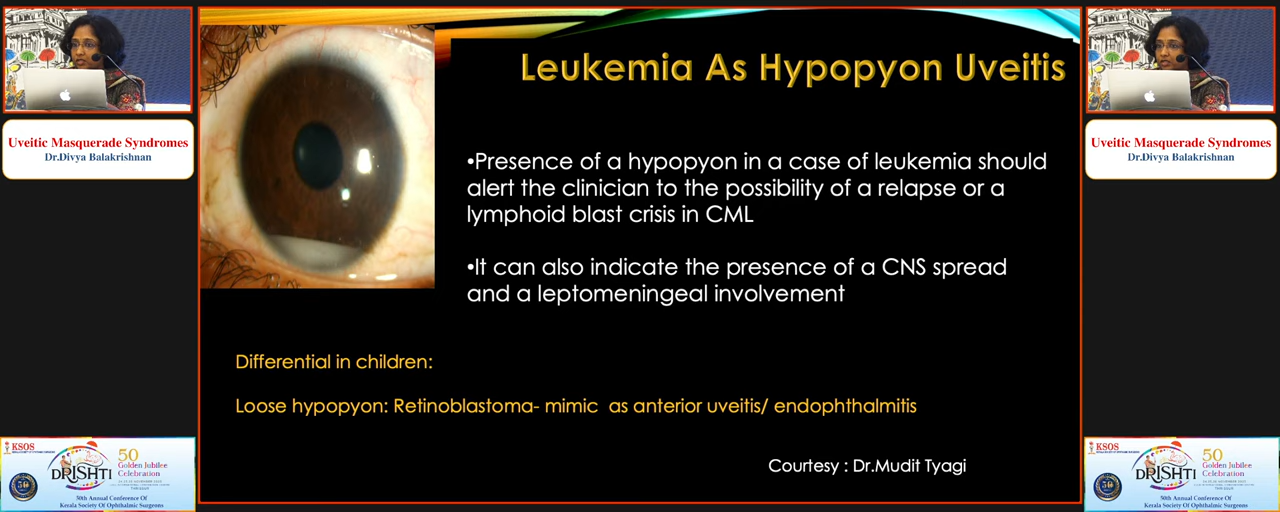 Uveitic Masquerade Syndromes
Dr.Divya Balakrishnan
KSOS
DRISHTI
50
Golden Jubilee
Celebration
50th Annual Conference Of
Kerala Society Of Ophthalmic Surgeons
Leukemia As Hypopyon Uveitis
•Presence of a hypopyon in a case of leukemia should
alert the clinician to the possibility of a relapse or a
lymphoid blast crisis in CML
•It can also indicate the presence of a CNS spread
and a leptomeningeal involvement
Differential in children:
Loose hypopyon: Retinoblastoma- mimic as anterior uveitis/ endophthalmitis
Courtesy : Dr.Mudit Tyagi
Uveitic Masquerade Syndromes
Dr.Divya Balakrishnan
KSOS
DRISHTI
50
Golden Jubilee
Celebration
50th Annual Conference Of
Kerala Society Of Ophthalmic Surgeons